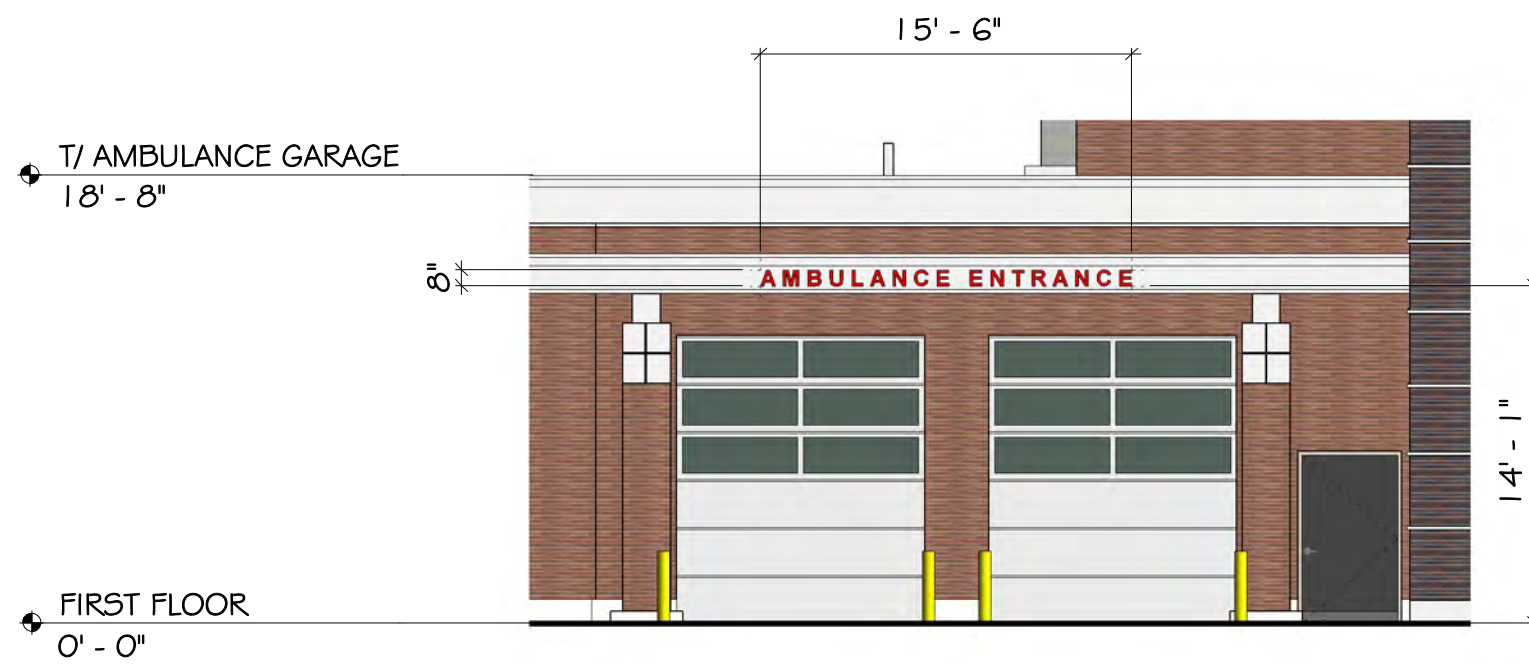 15' - 6"
T/ AMBULANCE GARAGE
18' - 8"
8"
AMBULANCE ENTRANCE
14' - 1"
FIRST FLOOR
0' - 0"